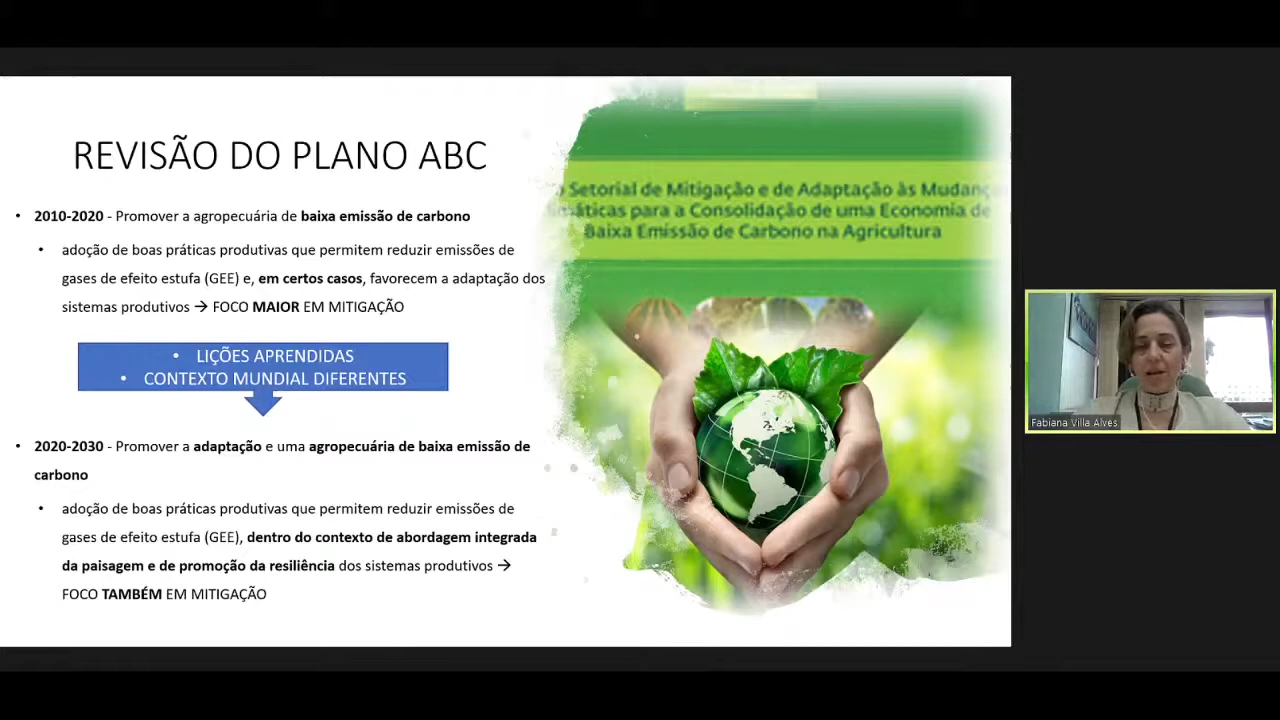 REVISÃO DO PLANO ABC
• 2010-2020 - Promover a agropecuária de baixa emissão de carbono
• adoção de boas práticas produtivas que permitem reduzir emissões de
gases de efeito estufa (GEE) e, em certos casos, favorecem a adaptação dos
sistemas produtivos → FOCO MAIOR EM MITIGAÇÃO
• LIÇÕES APRENDIDAS
• CONTEXTO MUNDIAL DIFERENTES
• 2020-2030 - Promover a adaptação e uma agropecuária de baixa emissão de
carbono
• adoção de boas práticas produtivas que permitem reduzir emissões de
gases de efeito estufa (GEE), dentro do contexto de abordagem integrada
da paisagem e de promoção da resiliência dos sistemas produtivos →
FOCO TAMBÉM EM MITIGAÇÃO
Setorial de Mitigação e de Adaptação às Mudanç
máticas para a Consolidação de uma Economia de
Baixa Emissão de Carbono na Agricultura
Fabiana Villa Alves